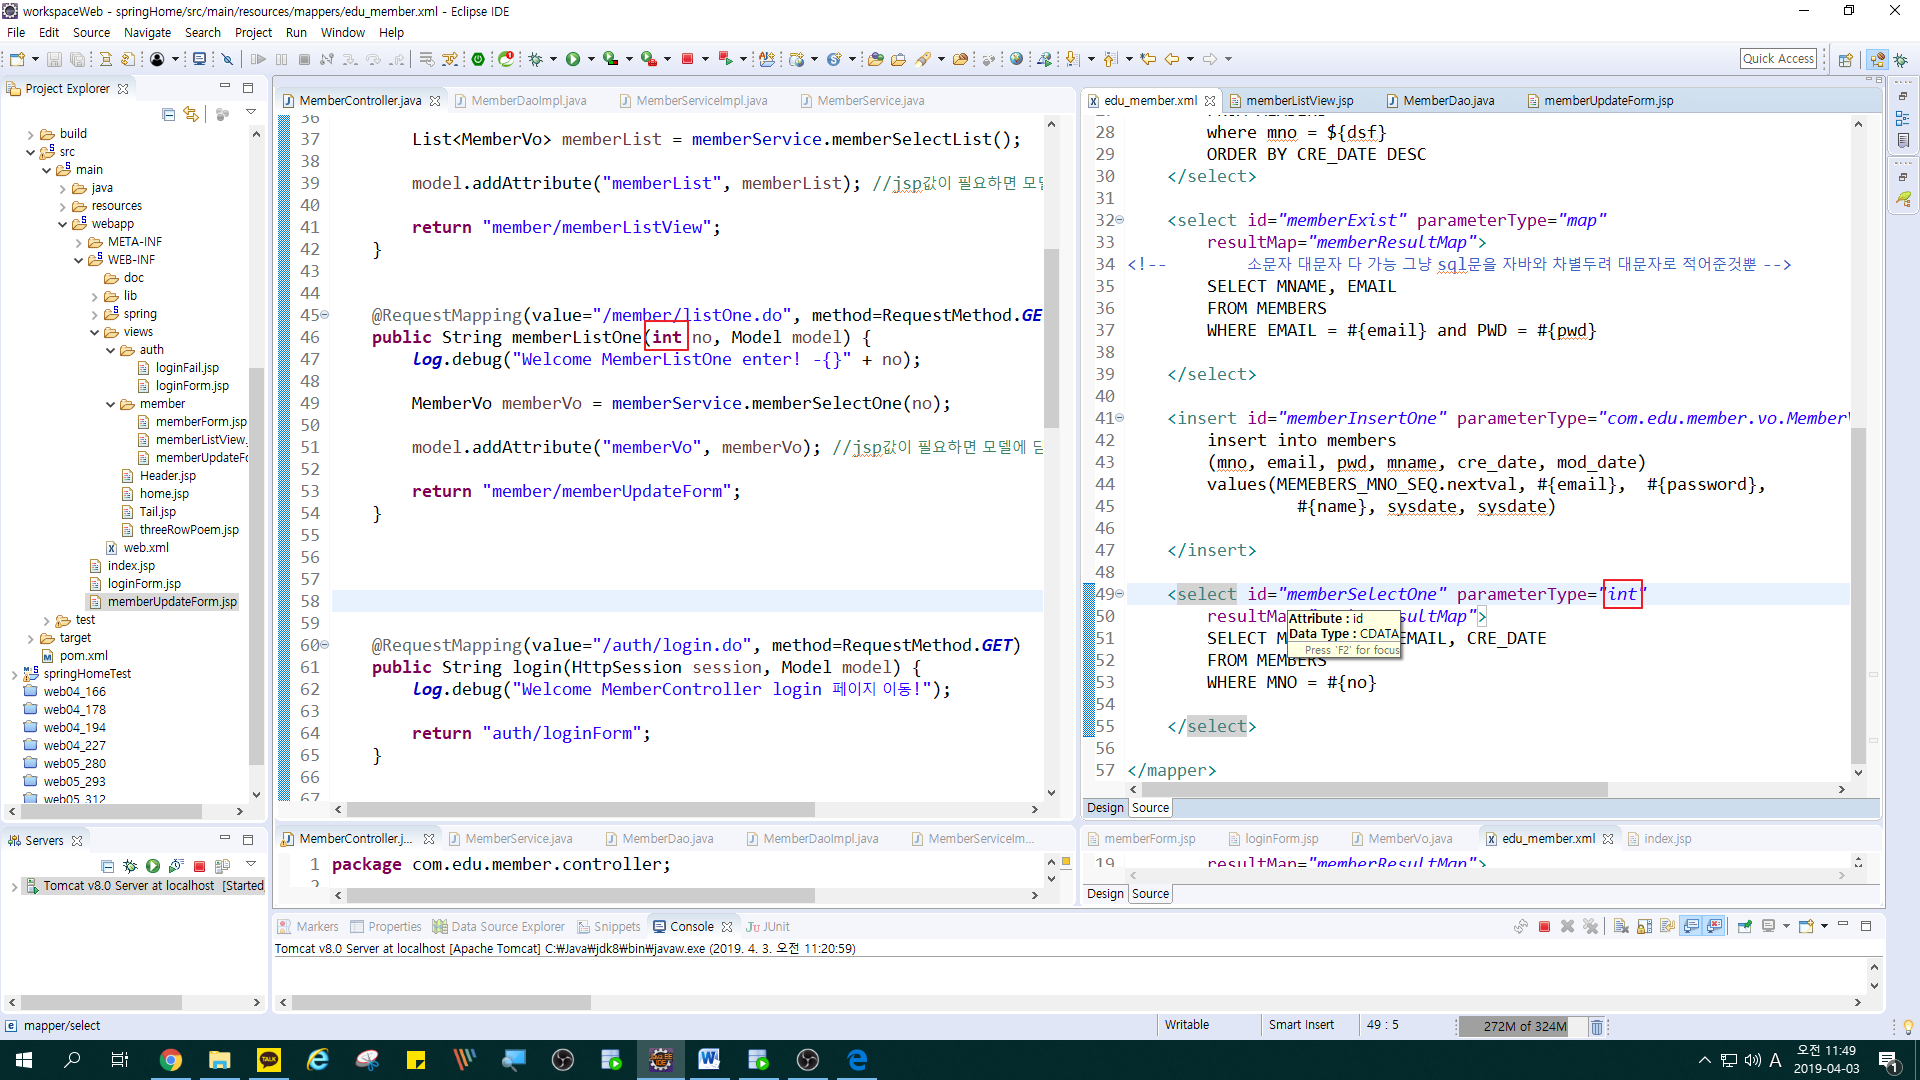 workspaceWeb - springHome/src/main/resources/mappers/edu_member.xml - Eclipse IDE
File Edit Source Navigate Search Project Run Window Help
Quick Access
Project Explorer
build
src
main
java
resources
webapp
META-INF
WEB-INF
doc
lib
spring
views
auth
loginFail.jsp
loginForm.jsp
member
memberForm.jsp
memberListView.
memberUpdateFo
Header.jsp
home.jsp
Tail.jsp
threeRowPoem.jsp
web.xml
index.jsp
loginForm.jsp
memberUpdateForm.jsp
test
target
pom.xml
springHomeTest
web04_166
web04_178
web04_194
web04_227
web05_280
web05_293
web05_312
Servers
Tomcat v8.0 Server at localhost [Started
MemberController.java MemberDaoImpl.java MemberServiceImpl.java MemberService.java
36
37 List<MemberVo> memberList = memberService.memberSelectList();
38
39 model.addAttribute("memberList", memberList); //jsp값이 필요하면 모델
40
41 return "member/memberListView";
42 }
43
44
45 @RequestMapping(value="/member/listOne.do", method=RequestMethod.GE
46 public String memberListOne(int no, Model model) {
47 log.debug("Welcome MemberListOne enter! -{}" + no);
48
49 MemberVo memberVo = memberService.memberSelectOne(no);
50
51 model.addAttribute("memberVo", memberVo); //jsp값이 필요하면 모델에 담
52
53 return "member/memberUpdateForm";
54 }
55
56
57
58
59
60 @RequestMapping(value="/auth/login.do", method=RequestMethod.GET)
61 public String login(HttpSession session, Model model) {
62 log.debug("Welcome MemberController login 페이지 이동!");
63
64 return "auth/loginForm";
65 }
66
67
edu_member.xml memberListView.jsp MemberDao.java memberUpdateForm.jsp
27 FROM MEMBERS
28 where mno = ${dsf}
29 ORDER BY CRE_DATE DESC
30 </select>
31
32 <select id="memberExist" parameterType="map"
33 resultMap="memberResultMap">
34 <!-- 소문자 대문자 다 가능 그냥 sql문을 자바와 차별두려 대문자로 적어준것뿐 -->
35 SELECT MNAME, EMAIL
36 FROM MEMBERS
37 WHERE EMAIL = #{email} and PWD = #{pwd}
38
39 </select>
40
41 <insert id="memberInsertOne" parameterType="com.edu.member.vo.Member
42 insert into members
43 (mno, email, pwd, mname, cre_date, mod_date)
44 values(MEMEBERS_MNO_SEQ.nextval, #{email}, #{password},
45 #{name}, sysdate, sysdate)
46
47 </insert>
48
49 <select id="memberSelectOne" parameterType="int"
50 resultMa sultMap">
51 SELECT M EMAIL, CRE_DATE
52 FROM MEMBERS
53 WHERE MNO = #{no}
54
55 </select>
56
57 </mapper>
Attribute : id
Data Type : CDATA
Press 'F2' for focus
Design Source
MemberController.j... MemberService.java MemberDao.java MemberDaoImpl.java MemberServiceIm...
1 package com.edu.member.controller;
2
memberForm.jsp loginForm.jsp MemberVo.java edu_member.xml index.jsp
19 resultMap="memberResultMap">
Design Source
Markers Properties Data Source Explorer Snippets Console JUnit
Tomcat v8.0 Server at localhost [Apache Tomcat] C:₩Java₩jdk8₩bin₩javaw.exe (2019. 4. 3. 오전 11:20:59)
mapper/select
Writable Smart Insert 49 : 5 272M of 324M
TALK
A
오전 11:49
2019-04-03
1